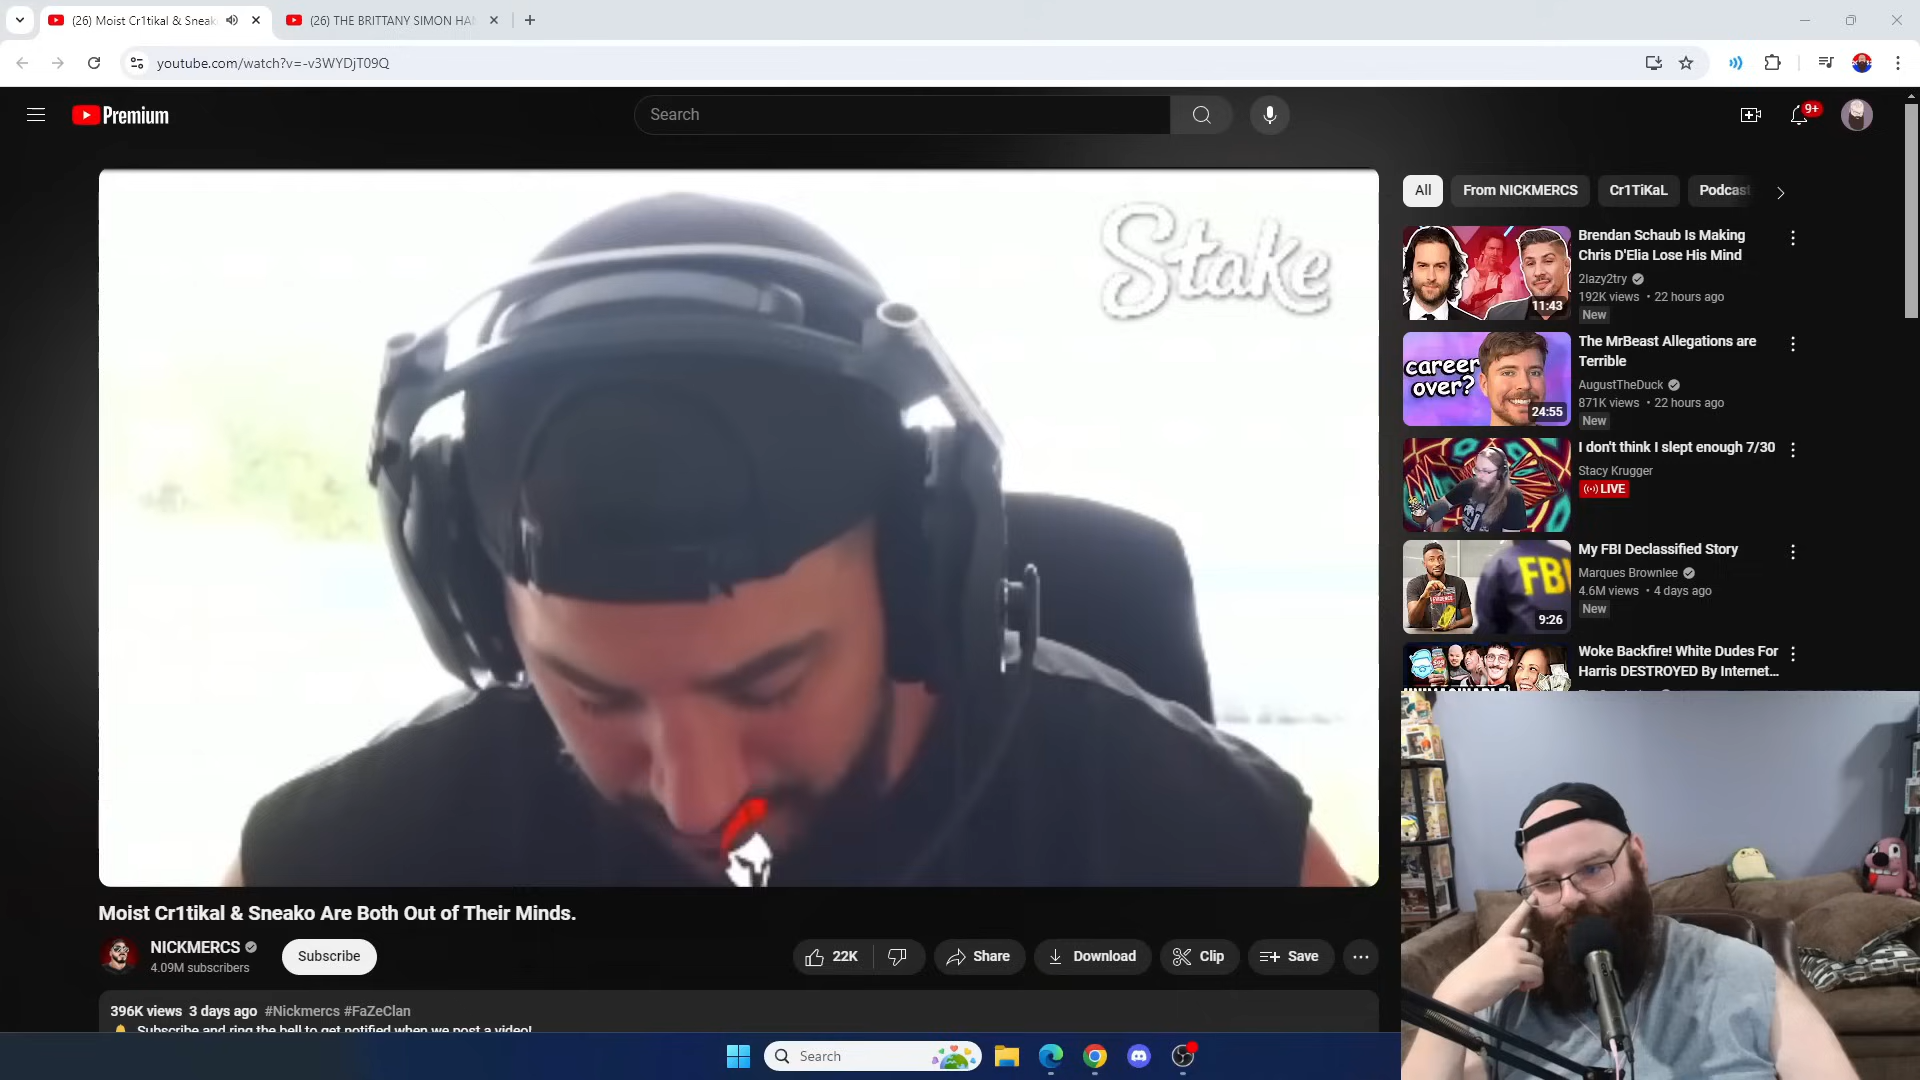 (26) Moist Cr1tikal & Sneak
(26) THE BRITTANY SIMON HA
youtube.com/watch?v=-v3WYDjT09Q
Premium
Search
9+
Stake
All
From NICKMERCS
Cr1TiKaL
Podcast
Brendan Schaub Is Making
Chris D'Elia Lose His Mind
2lazy2try
192K views • 22 hours ago
New
11:43
The MrBeast Allegations are
Terrible
AugustTheDuck
871K views • 22 hours ago
New
career
over?
24:55
I don't think I slept enough 7/30
Stacy Krugger
LIVE
My FBI Declassified Story
Marques Brownlee
4.6M views • 4 days ago
New
FBI
9:26
Woke Backfire! White Dudes For
Harris DESTROYED By Internet...
Moist Cr1tikal & Sneako Are Both Out of Their Minds.
NICKMERCS
4.09M subscribers
Subscribe
22K
Share
Download
Clip
Save
396K views 3 days ago #Nickmercs #FaZeClan
Subscribe and ring the bell to get notified when we post a video!
Search